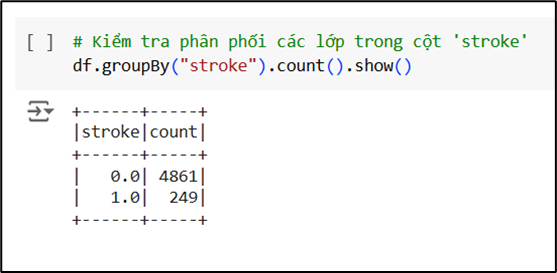 [ ] # Kiểm tra phân phối các lớp trong cột 'stroke'
df.groupBy("stroke").count().show()
+------+-----+
|stroke|count|
+------+-----+
|   0.0| 4861|
|   1.0|  249|
+------+-----+